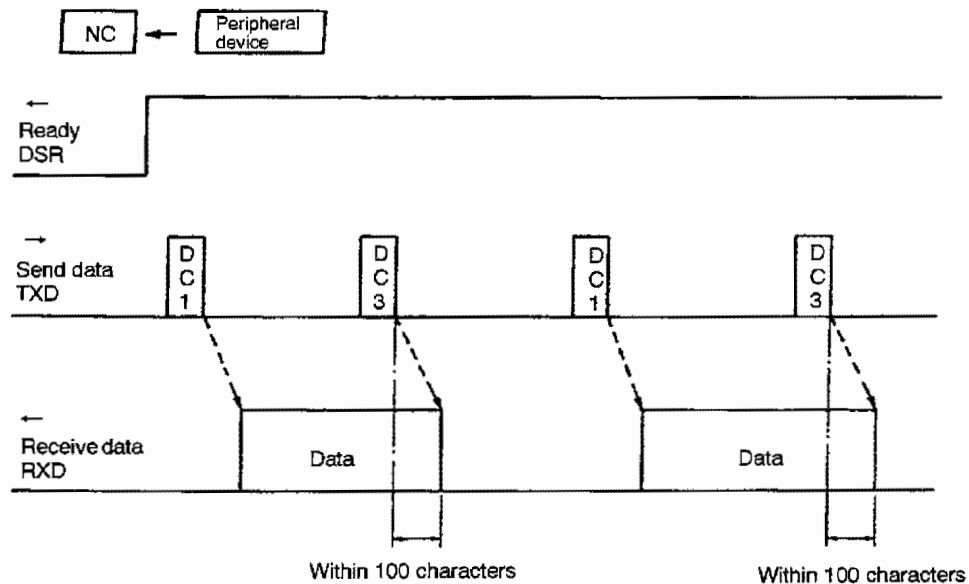 NC
Peripheral
device
Ready
DSR
Send data
TXD
D
C
1
D
C
3
D
C
1
D
C
3
Receive data
RXD
Data
Data
Within 100 characters
Within 100 characters